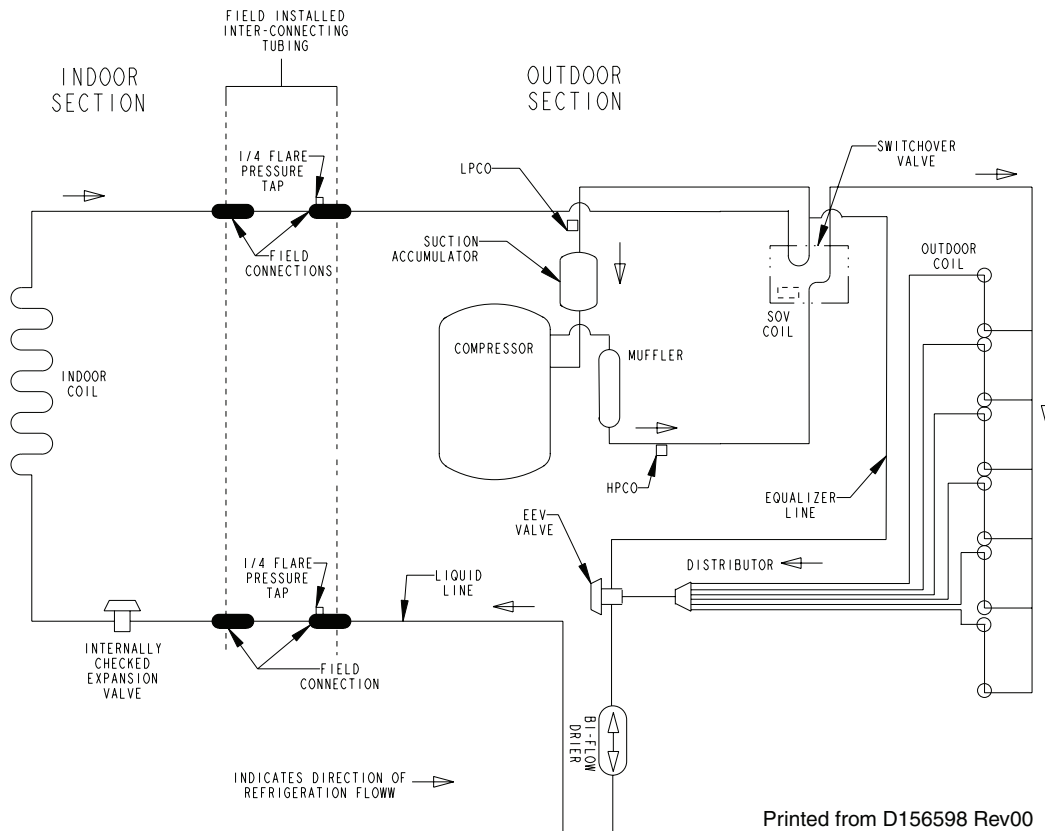 FIELD INSTALLED
INTER-CONNECTING
TUBING
INDOOR
SECTION
OUTDOOR
SECTION
1/4 FLARE
PRESSURE
TAP
LPCO
SWITCHOVER
VALVE
FIELD
CONNECTIONS
SUCTION
ACCUMULATOR
OUTDOOR
COIL
SOV
COIL
COMPRESSOR
MUFFLER
INDOOR
COIL
HPCO
EQUALIZER
LINE
EEV
VALVE
1/4 FLARE
PRESSURE
TAP
LIQUID
LINE
DISTRIBUTOR
INTERNALLY
CHECKED
EXPANSION
VALVE
FIELD
CONNECTION
BI-FLOW
DRIER
INDICATES DIRECTION OF
REFRIGERATION FLOWW
Printed from D156598 Rev00